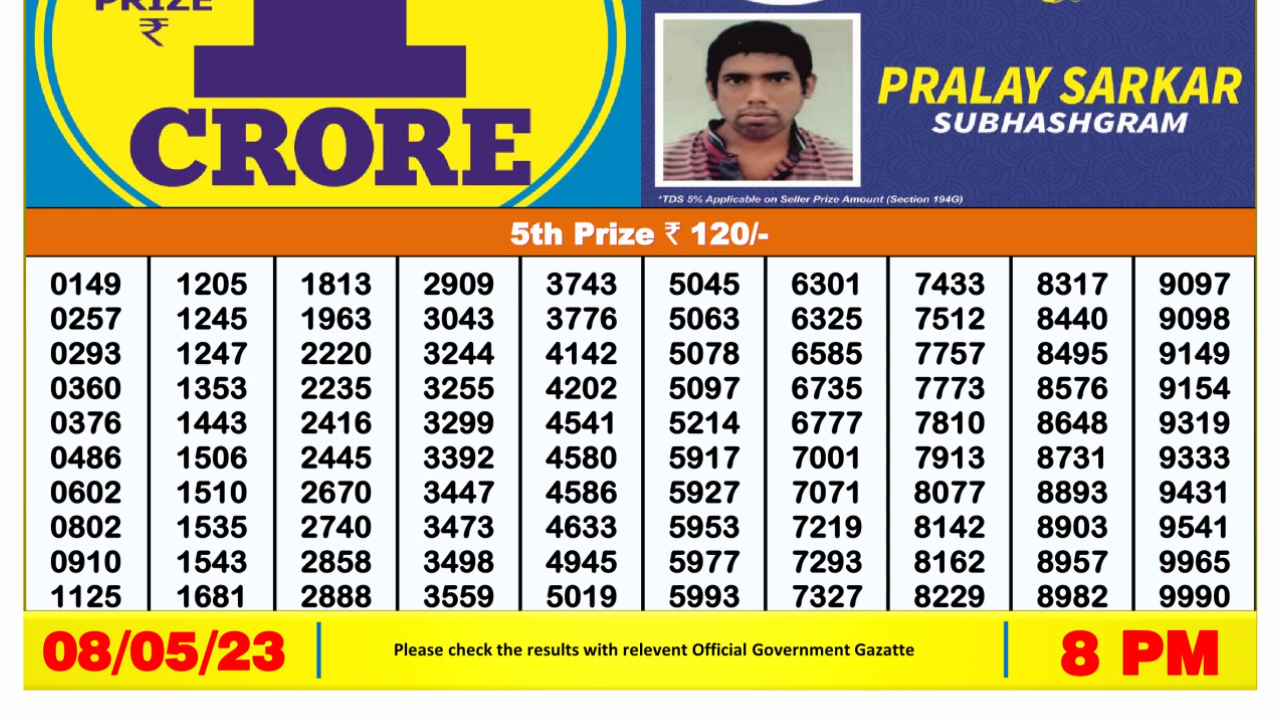 PRIZE
₹
1
CRORE
PRALAY SARKAR
SUBHASHGRAM
*TDS 5% Applicable on Seller Prize Amount (Section 194G)
5th Prize ₹ 120/-
0149 1205 1813 2909 3743 5045 6301 7433 8317 9097
0257 1245 1963 3043 3776 5063 6325 7512 8440 9098
0293 1247 2220 3244 4142 5078 6585 7757 8495 9149
0360 1353 2235 3255 4202 5097 6735 7773 8576 9154
0376 1443 2416 3299 4541 5214 6777 7810 8648 9319
0486 1506 2445 3392 4580 5917 7001 7913 8731 9333
0602 1510 2670 3447 4586 5927 7071 8077 8893 9431
0802 1535 2740 3473 4633 5953 7219 8142 8903 9541
0910 1543 2858 3498 4945 5977 7293 8162 8957 9965
1125 1681 2888 3559 5019 5993 7327 8229 8982 9990
08/05/23
Please check the results with relevent Official Government Gazatte
8 PM